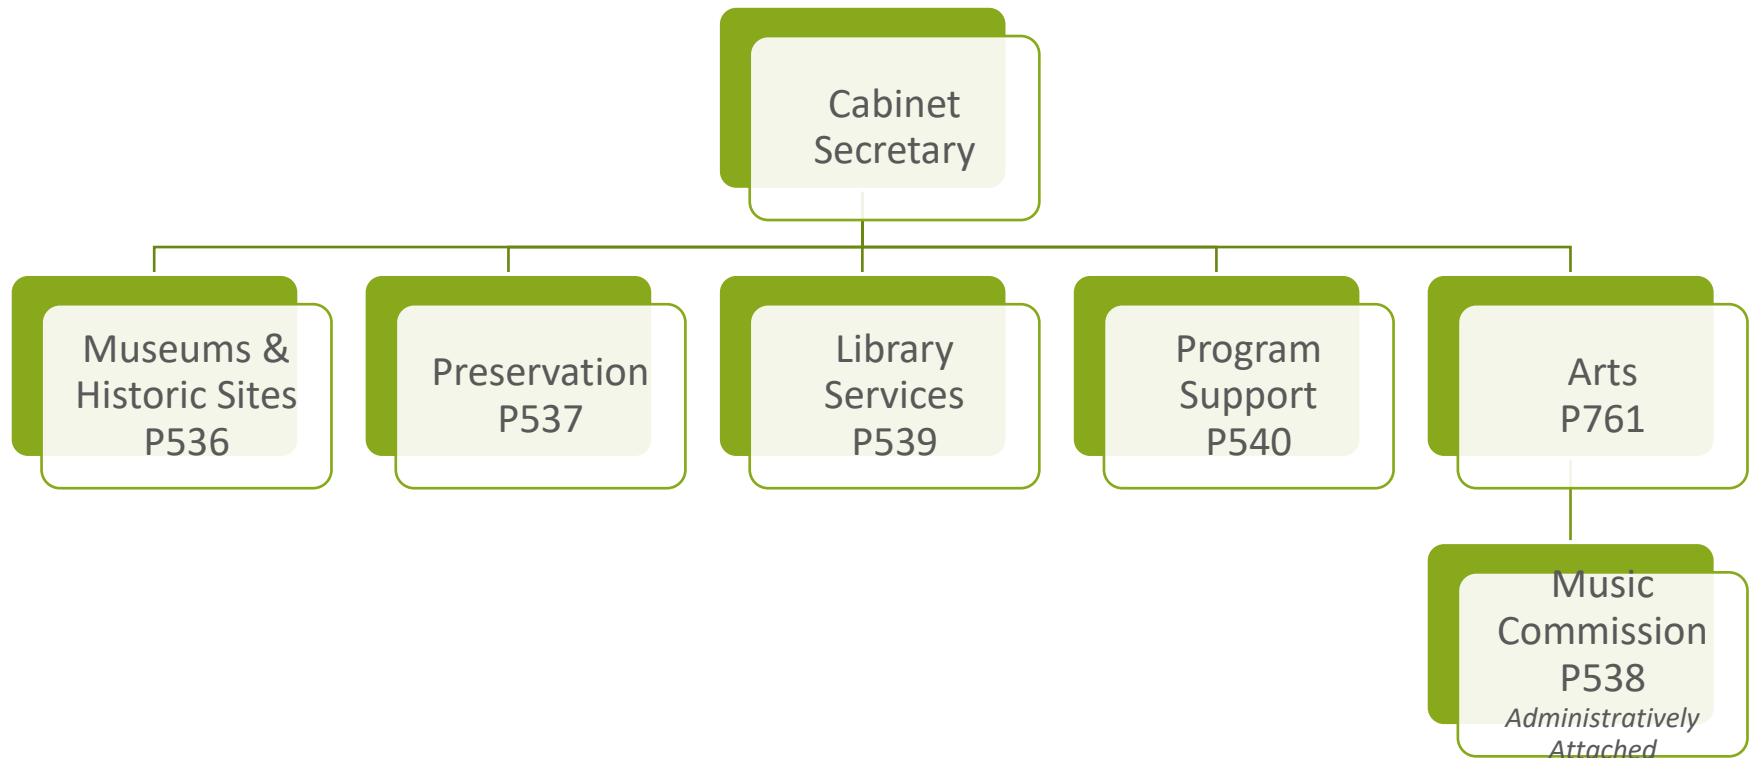 Cabinet
Secretary
Museums &
Historic Sites
P536
Preservation
P537
Library
Services
P539
Program
Support
P540
Arts
P761
Music
Commission
P538
Administratively
Attached